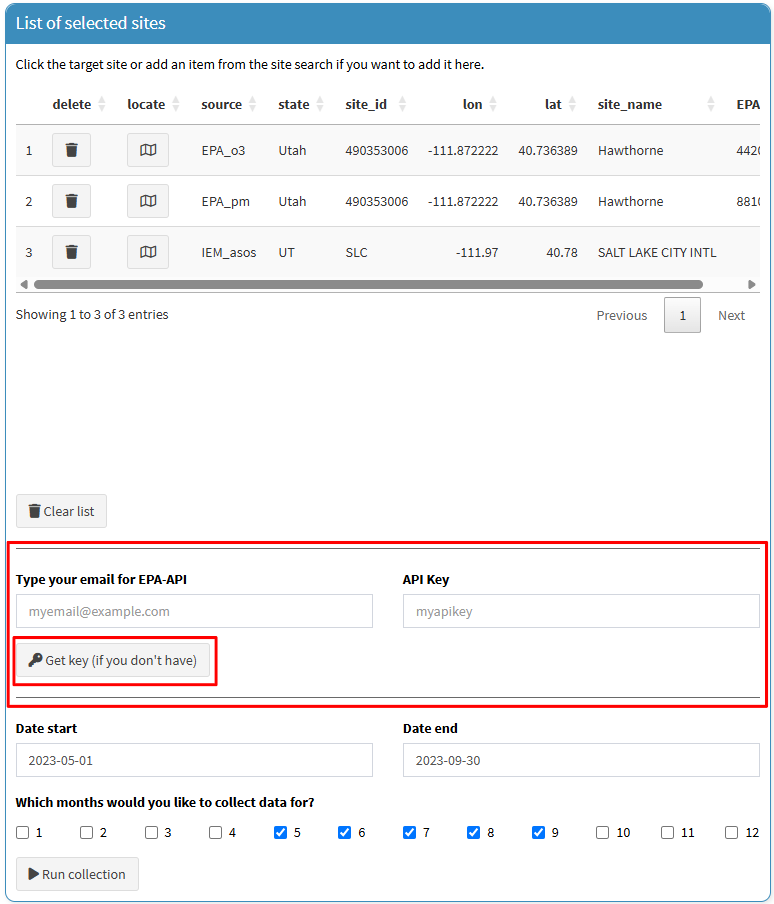 List of selected sites
Click the target site or add an item from the site search if you want to add it here.
delete locate source state site_id lon lat site_name EPA
1 EPA_o3 Utah 490353006 -111.872222 40.736389 Hawthorne 4420
2 EPA_pm Utah 490353006 -111.872222 40.736389 Hawthorne 8810
3 IEM_asos UT SLC -111.97 40.78 SALT LAKE CITY INTL
Showing 1 to 3 of 3 entries Previous 1 Next
Clear list
Type your email for EPA-API API Key
myemail@example.com myapikey
Get key (if you don't have)
Date start Date end
2023-05-01 2023-09-30
Which months would you like to collect data for?
1 2 3 4 5 6 7 8 9 10 11 12
Run collection